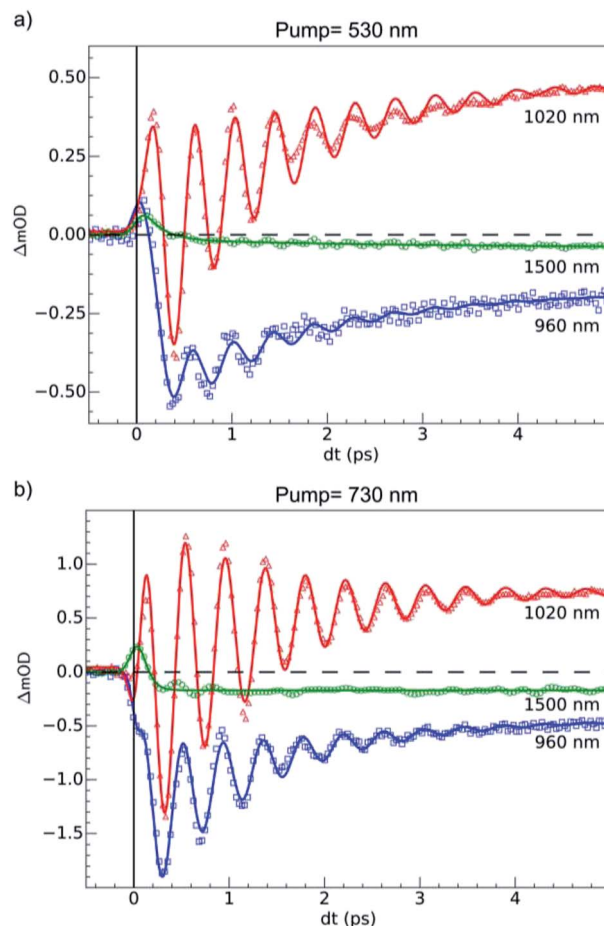 a)
Pump= 530 nm
0.50
0.25
0.00
−0.25
−0.50
ΔmOD
1020 nm
1500 nm
960 nm
0 1 2 3 4
dt (ps)
b)
Pump= 730 nm
1.0
0.5
0.0
−0.5
−1.0
−1.5
ΔmOD
1020 nm
1500 nm
960 nm
0 1 2 3 4
dt (ps)